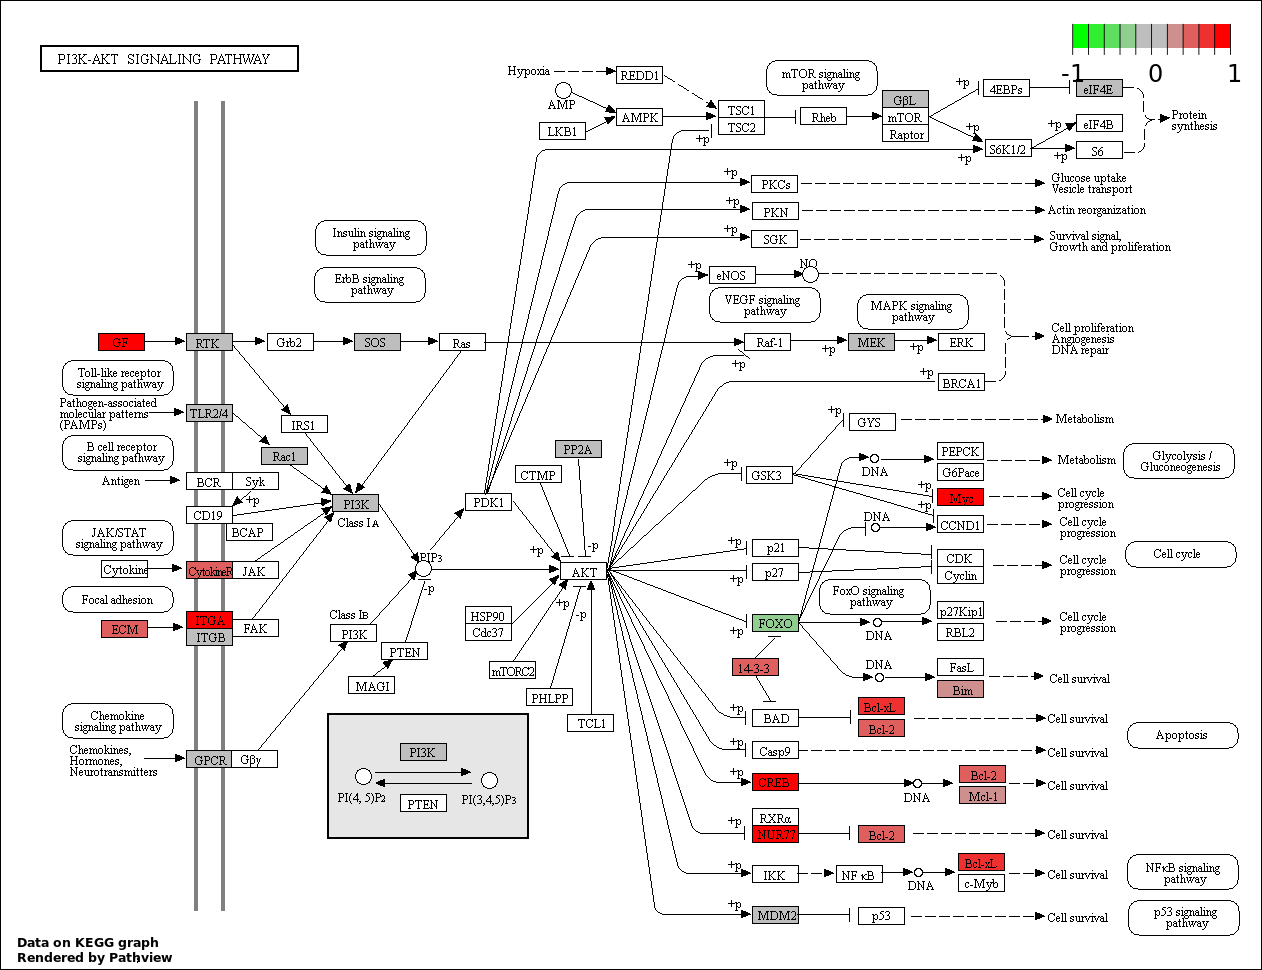 PI3K-AKT SIGNALING PATHWAY
-1
0
1
Hypoxia
REDD1
AMP
LKB1
AMPK
TSC1
TSC2
+p
Rheb
mTOR signaling
pathway
GβL
mTOR
Raptor
+p
4EBPs
eIF4E
+p
+p
S6K1/2
+p
eIF4B
+p
S6
Protein
synthesis
+p
PKCs
Glucose uptake
Vesicle transport
+p
PKN
Actin reorganization
+p
SGK
Survival signal,
Growth and proliferation
Insulin signaling
pathway
ErbB signaling
pathway
+p
eNOS
NO
VEGF signaling
pathway
MAPK signaling
pathway
GF
RTK
Grb2
SOS
Ras
Raf-1
+p
MEK
+p
ERK
+p
+p
BRCA1
Cell proliferation
Angiogenesis
DNA repair
Toll-like receptor
signaling pathway
Pathogen-associated
molecular patterns
(PAMPs)
TLR2/4
IRS1
Rac1
B cell receptor
signaling pathway
Antigen
BCR
Syk
+p
CD19
BCAP
PI3K
Class IA
JAK/STAT
signaling pathway
Cytokine
CytokineR
JAK
Focal adhesion
ECM
ITGA
ITGB
FAK
Chemokine
signaling pathway
Chemokines,
Hormones,
Neurotransmitters
GPCR
Gβγ
PIP3
-p
Class IB
PI3K
PTEN
MAGI
PDK1
CTMP
PP2A
+p
-p
AKT
HSP90
Cdc37
+p
-p
mTORC2
PHLPP
TCL1
PI3K
PI(4, 5)P2
PI(3,4,5)P3
PTEN
+p
GYS
Metabolism
+p
GSK3
DNA
PEPCK
G6Pace
Metabolism
Glycolysis /
Gluconeogenesis
+p
Myc
Cell cycle
progression
+p
DNA
CCND1
Cell cycle
progression
+p
p21
+p
p27
CDK
Cyclin
Cell cycle
progression
Cell cycle
FoxO signaling
pathway
+p
FOXO
DNA
p27Kip1
RBL2
Cell cycle
progression
14-3-3
DNA
FasL
Bim
Cell survival
+p
BAD
Bcl-xL
Bcl-2
Cell survival
Apoptosis
+p
Casp9
Cell survival
+p
CREB
DNA
Bcl-2
Mcl-1
Cell survival
+p
RXRα
NUR77
Bcl-2
Cell survival
+p
IKK
NFκB
DNA
Bcl-xL
c-Myb
Cell survival
NFκB signaling
pathway
+p
MDM2
p53
Cell survival
p53 signaling
pathway
Data on KEGG graph
Rendered by Pathview